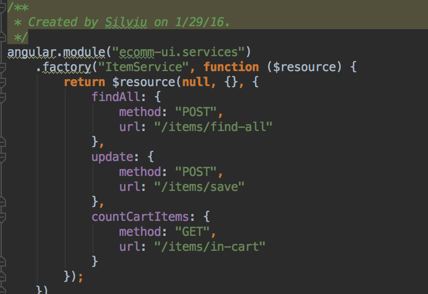 /**
 * Created by Silviu on 1/29/16.
 */
angular.module("ecomm-ui.services")
    .factory("ItemService", function ($resource) {
        return $resource(null, {}, {
            findAll: {
                method: "POST",
                url: "/items/find-all"
            },
            update: {
                method: "POST",
                url: "/items/save"
            },
            countCartItems: {
                method: "GET",
                url: "/items/in-cart"
            }
        });
    })